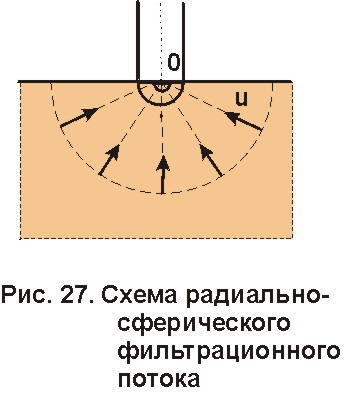 0
u
Рис. 27. Схема радиально-
сферического
фильтрационного
потока